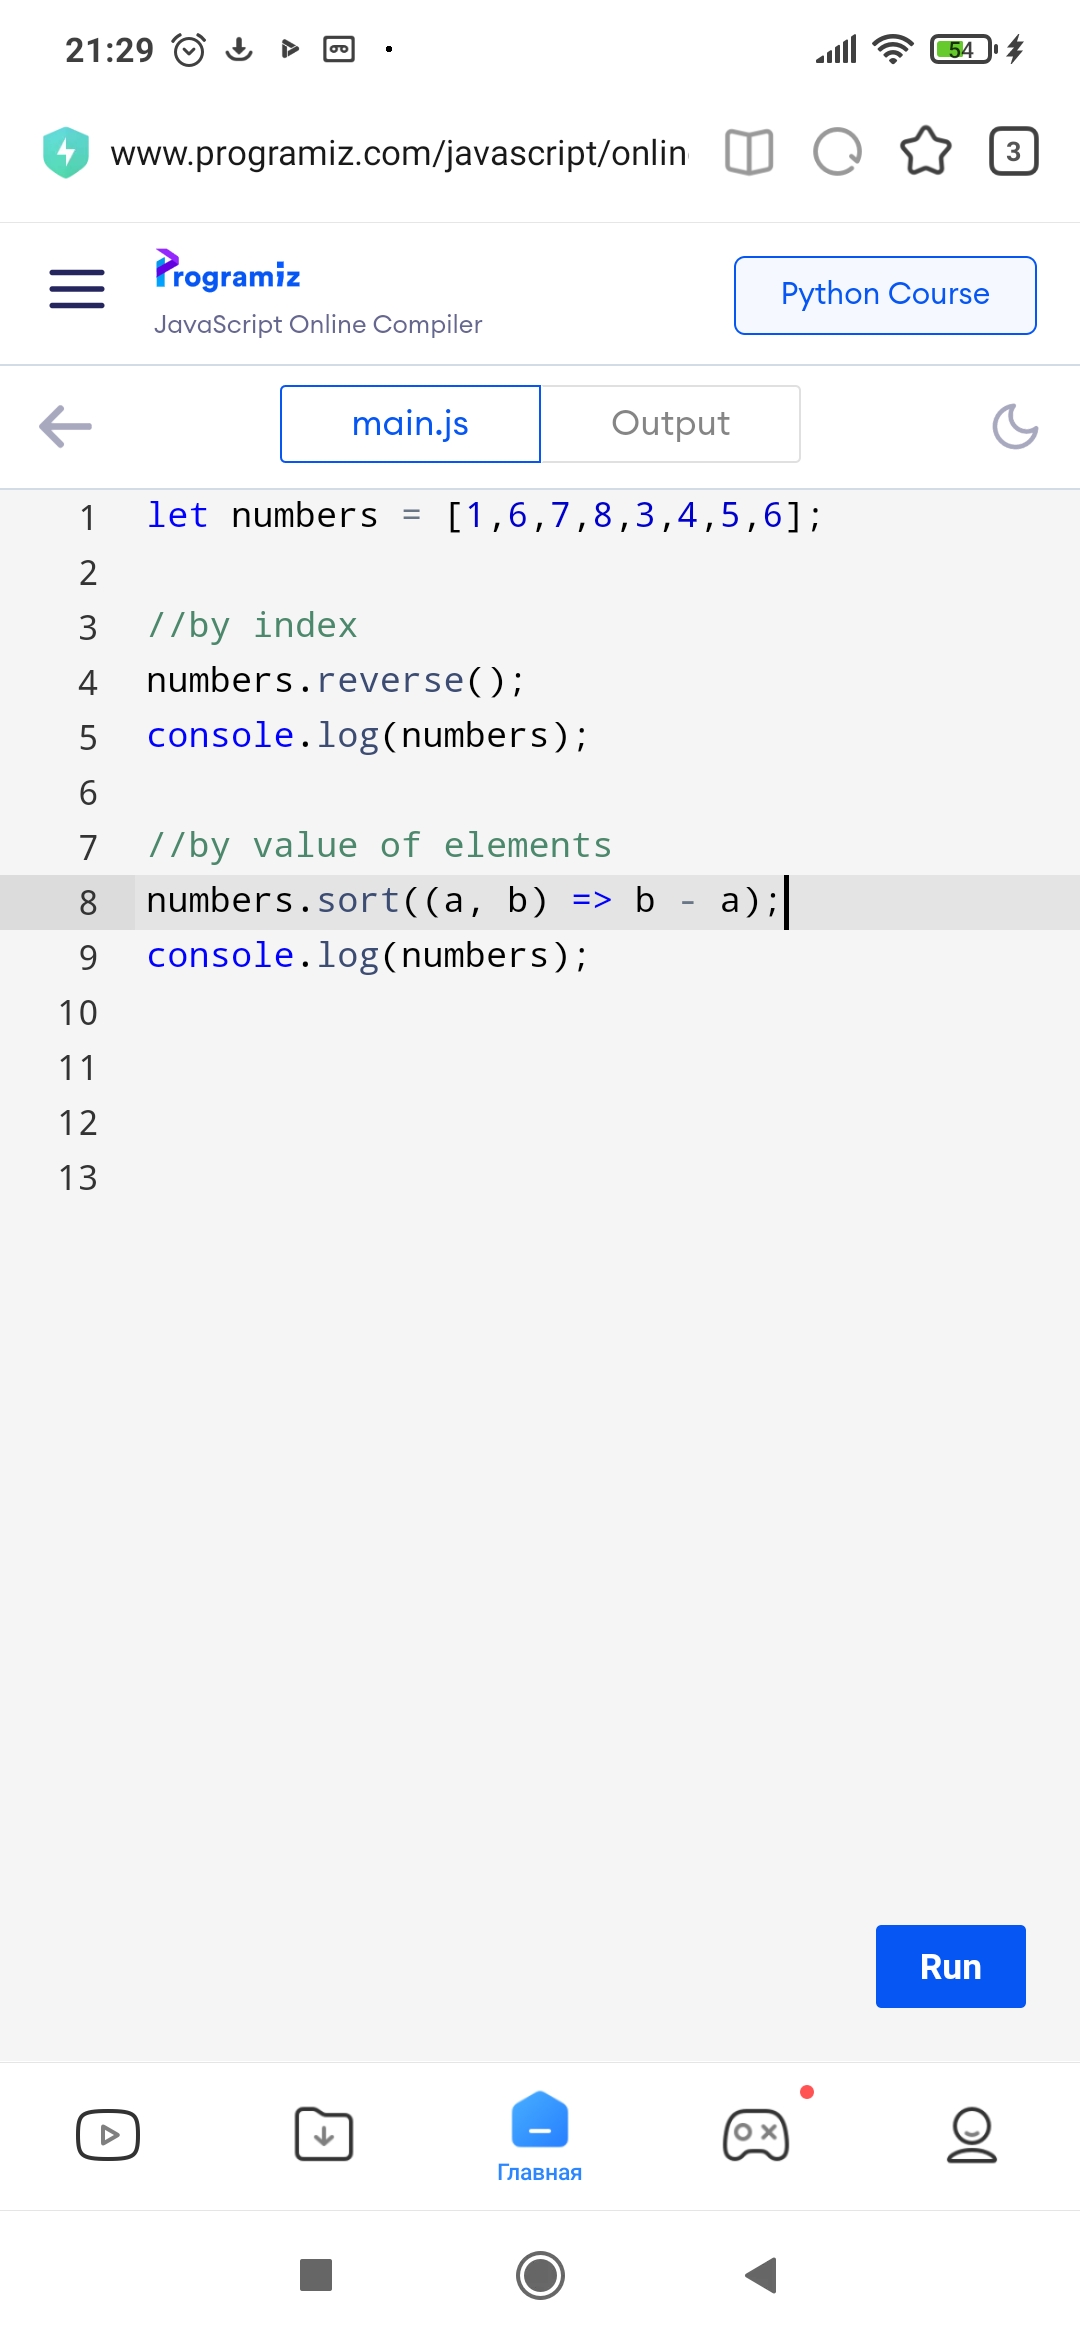 21:29
54
www.programiz.com/javascript/onlin
3
Programiz
JavaScript Online Compiler
Python Course
main.js
Output
1 let numbers = [1,6,7,8,3,4,5,6];
2
3 //by index
4 numbers.reverse();
5 console.log(numbers);
6
7 //by value of elements
8 numbers.sort((a, b) => b - a);
9 console.log(numbers);
10
11
12
13
Run
Главная